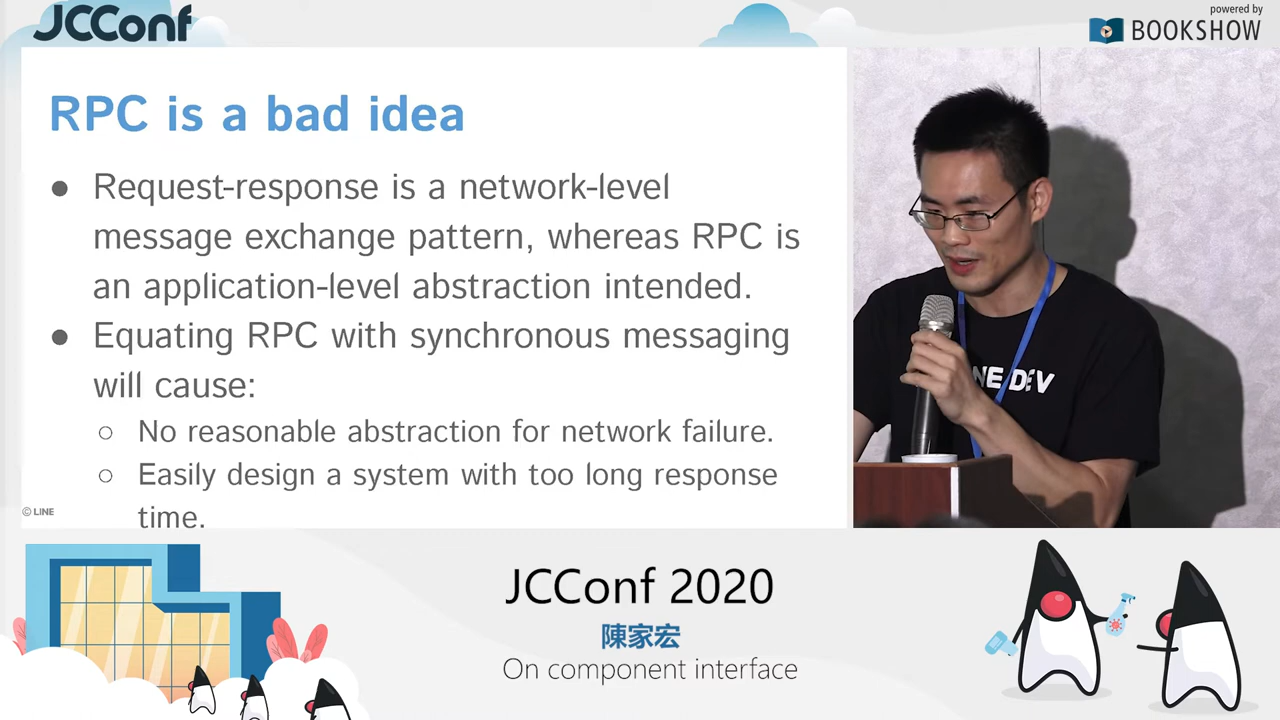 JCConf
powered by
BOOKSHOW
RPC is a bad idea
● Request-response is a network-level
message exchange pattern, whereas RPC is
an application-level abstraction intended.
● Equating RPC with synchronous messaging
will cause:
○ No reasonable abstraction for network failure.
○ Easily design a system with too long response
time.
© LINE
NE DEV
JCConf 2020
陳家宏
On component interface